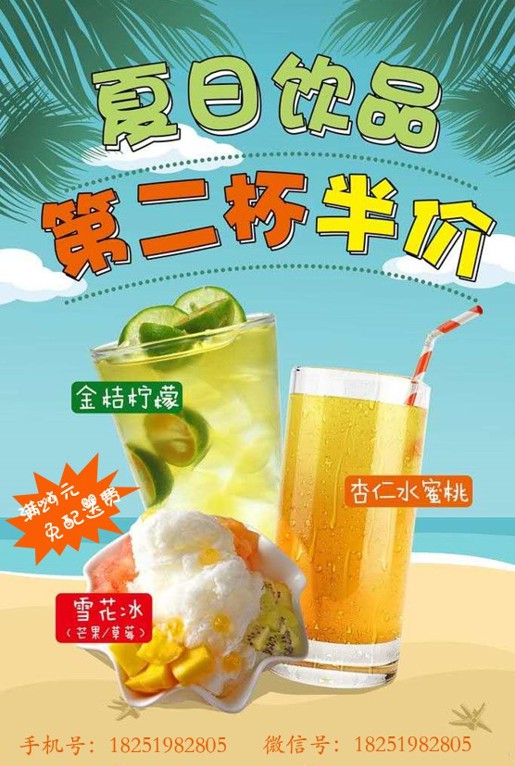 夏日饮品
第二杯半价
金桔柠檬
杏仁水蜜桃
满29元
免配送费
雪花冰
（芒果/草莓）
手机号：18251982805 微信号：18251982805